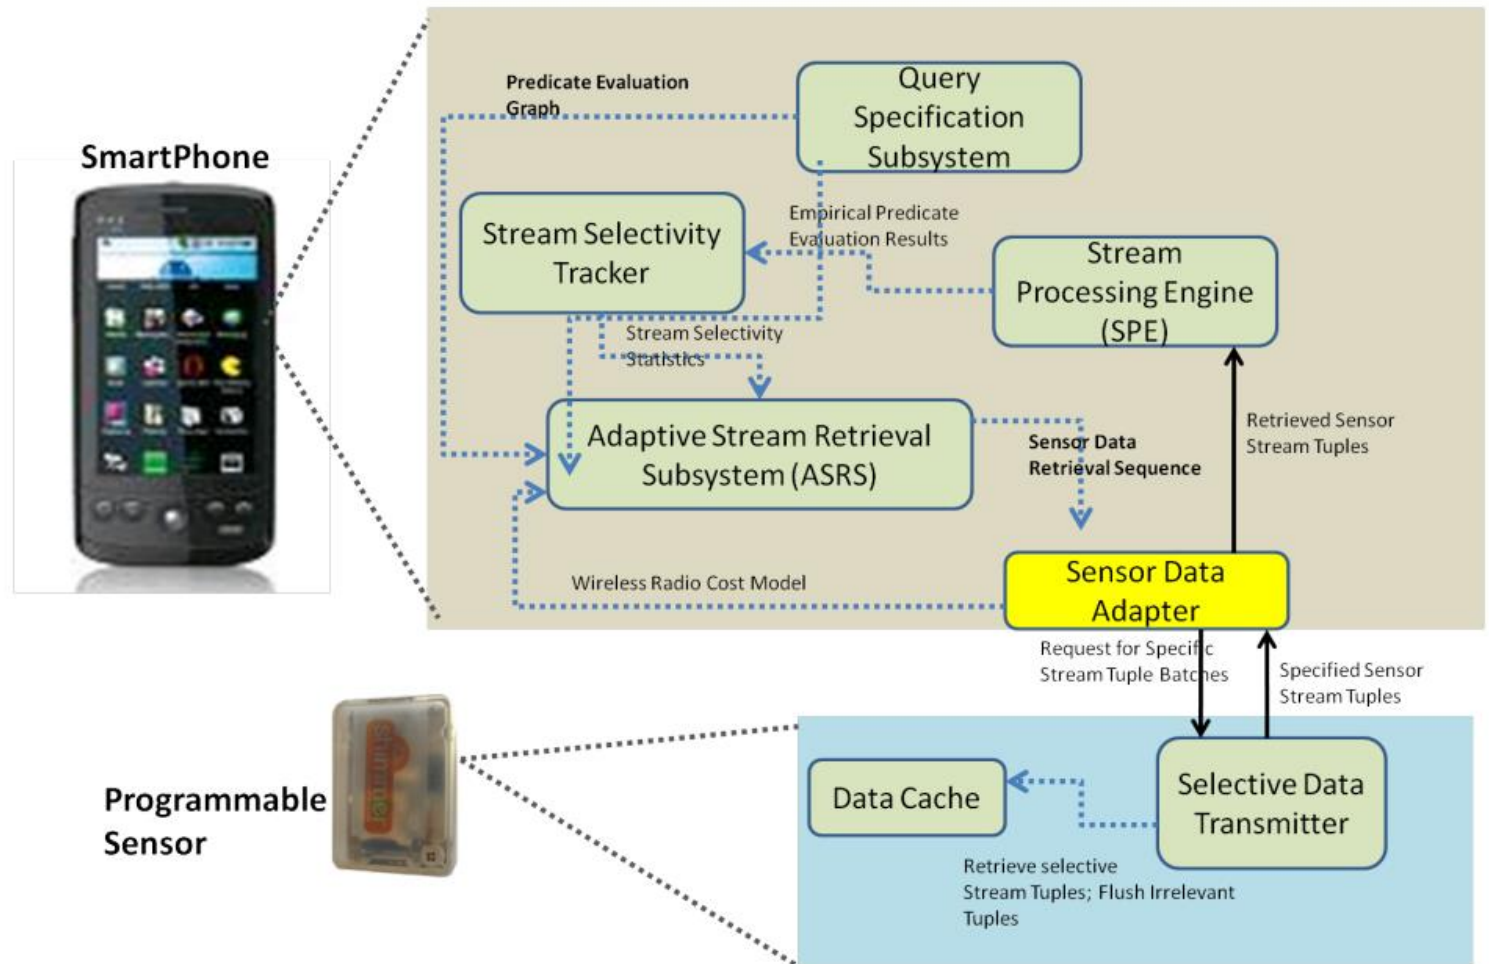 Predicate Evaluation
Graph
Query
Specification
Subsystem
SmartPhone
Stream Selectivity
Tracker
Empirical Predicate
Evaluation Results
Stream
Processing Engine
(SPE)
Stream Selectivity
Statistics
Adaptive Stream Retrieval
Subsystem (ASRS)
Sensor Data
Retrieval Sequence
Retrieved Sensor
Stream Tuples
Wireless Radio Cost Model
Sensor Data
Adapter
Request for Specific
Stream Tuple Batches
Specified Sensor
Stream Tuples
Programmable
Sensor
shimmer
Data Cache
Selective Data
Transmitter
Retrieve selective
Stream Tuples; Flush Irrelevant
Tuples